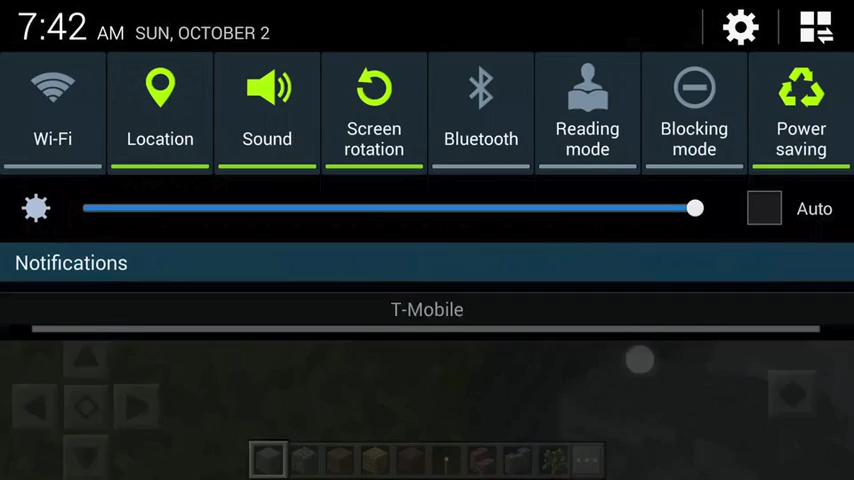 7:42 AM SUN, OCTOBER 2
Wi-Fi
Location
Sound
Screen
rotation
Bluetooth
Reading
mode
Blocking
mode
Power
saving
Auto
Notifications
T-Mobile